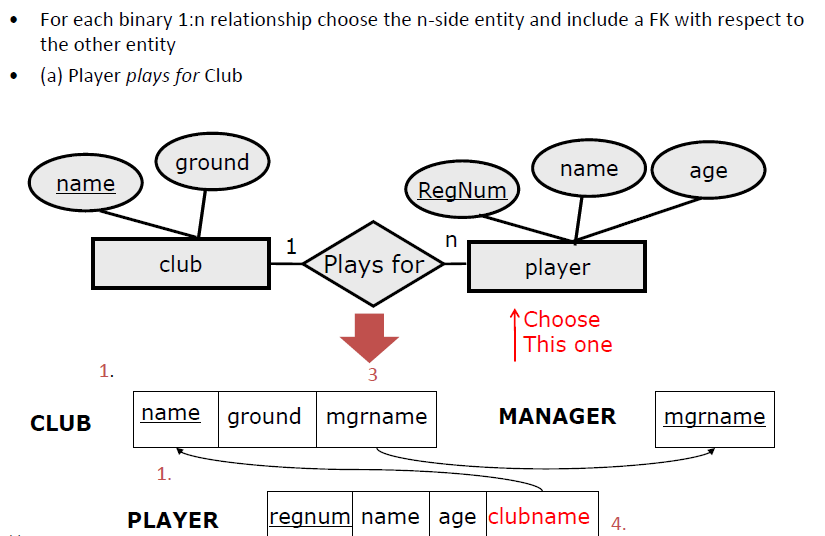 • For each binary 1:n relationship choose the n-side entity and include a FK with respect to
the other entity
• (a) Player plays for Club
name
ground
RegNum
name
age
club
1
Plays for
n
player
Choose
This one
1.
3
CLUB
name ground mgrname
MANAGER
mgrname
1.
PLAYER
regnum name age clubname
4.